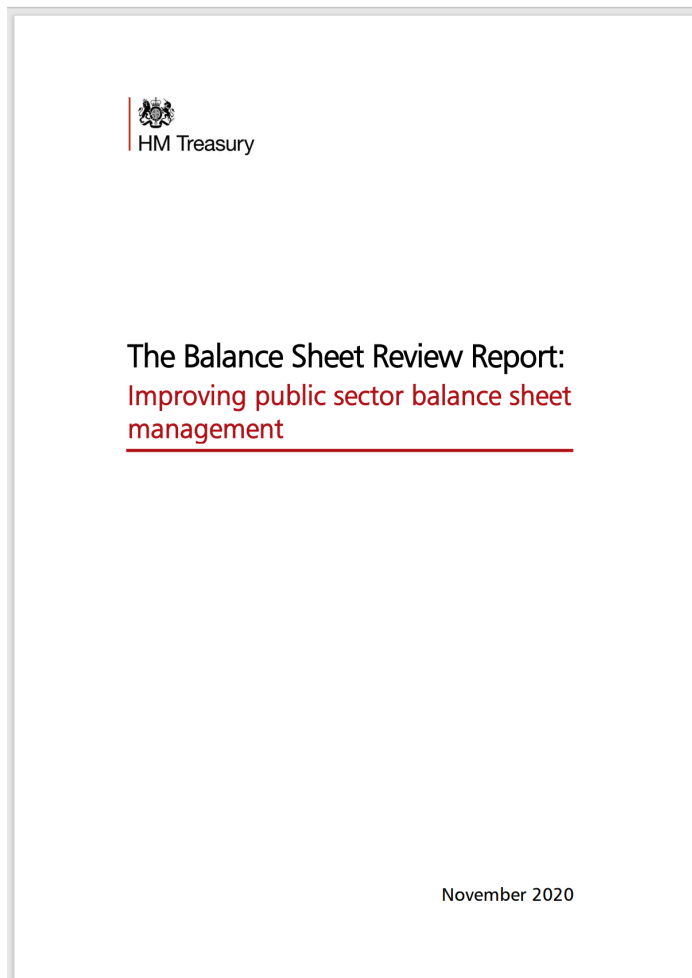 HM Treasury
The Balance Sheet Review Report:
Improving public sector balance sheet
management
November 2020